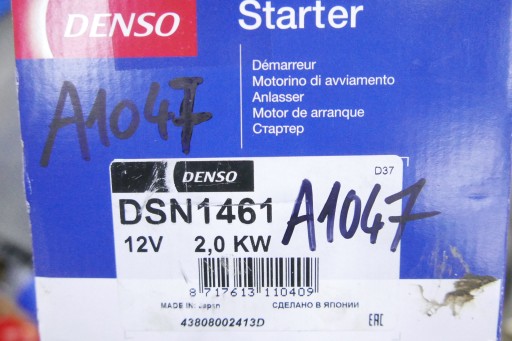 DENSO
Starter
Démarreur
Motorino di avviamento
Anlasser
Motor de arranque
Стартер
A1047
DENSO
D37
DSN1461
A1047
12V 2,0 KW
8 717613 110409
MADE IN: Japan СДЕЛАНО В ЯПОНИИ
43808002413D
EAC